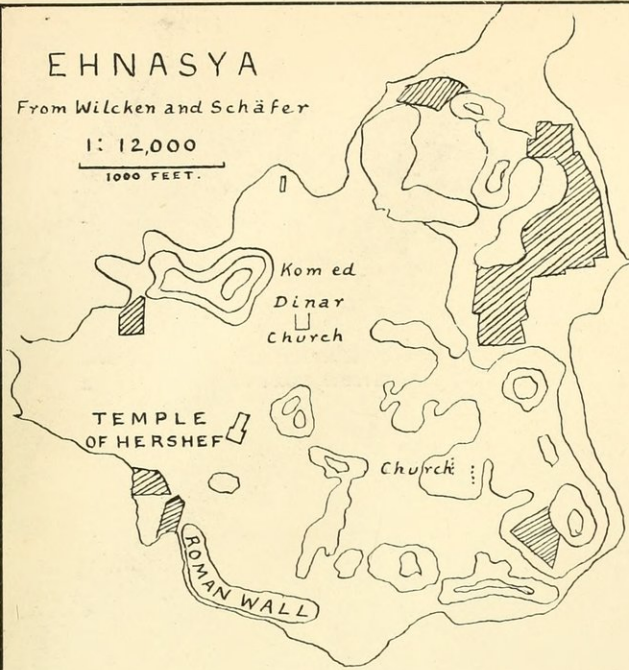 EHNASYA
From Wilcken and Schäfer
1: 12,000
1000 FEET.
Kom ed
Dinar
Church
TEMPLE
OF HERSHEF
Church
ROMAN WALL